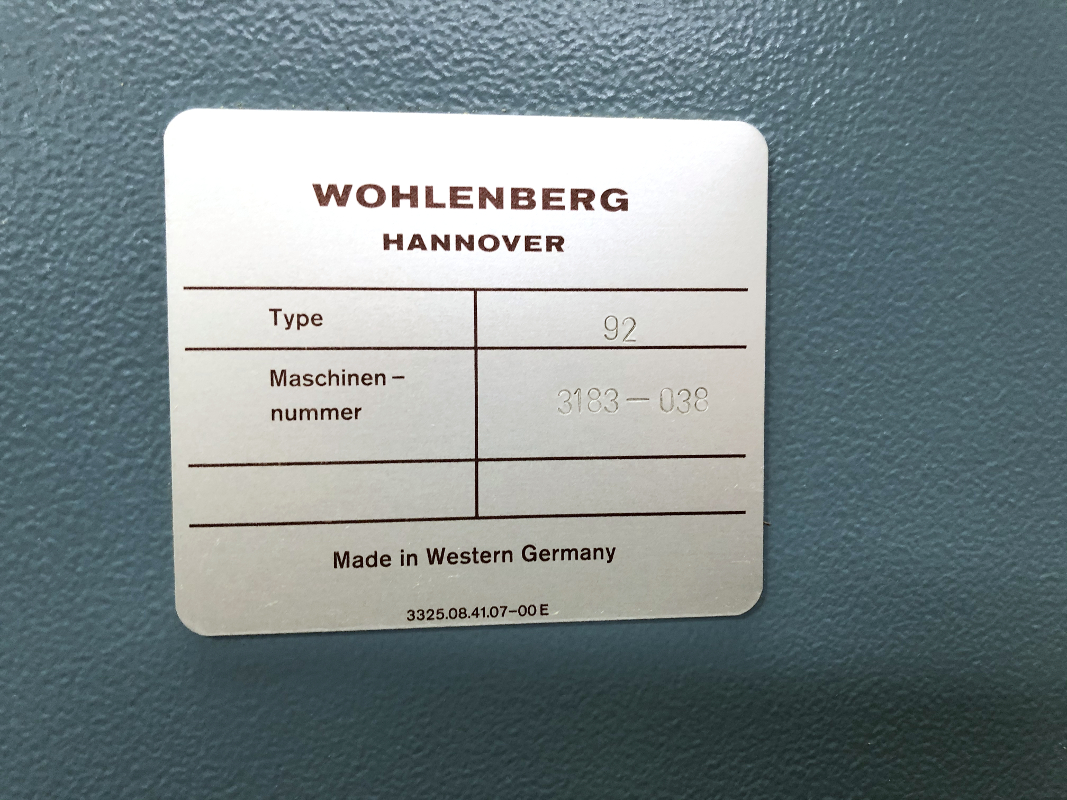 WOHLENBERG
HANNOVER
Type 92
Maschinen–
nummer 3183–038
Made in Western Germany
3325.08.41.07–00 E